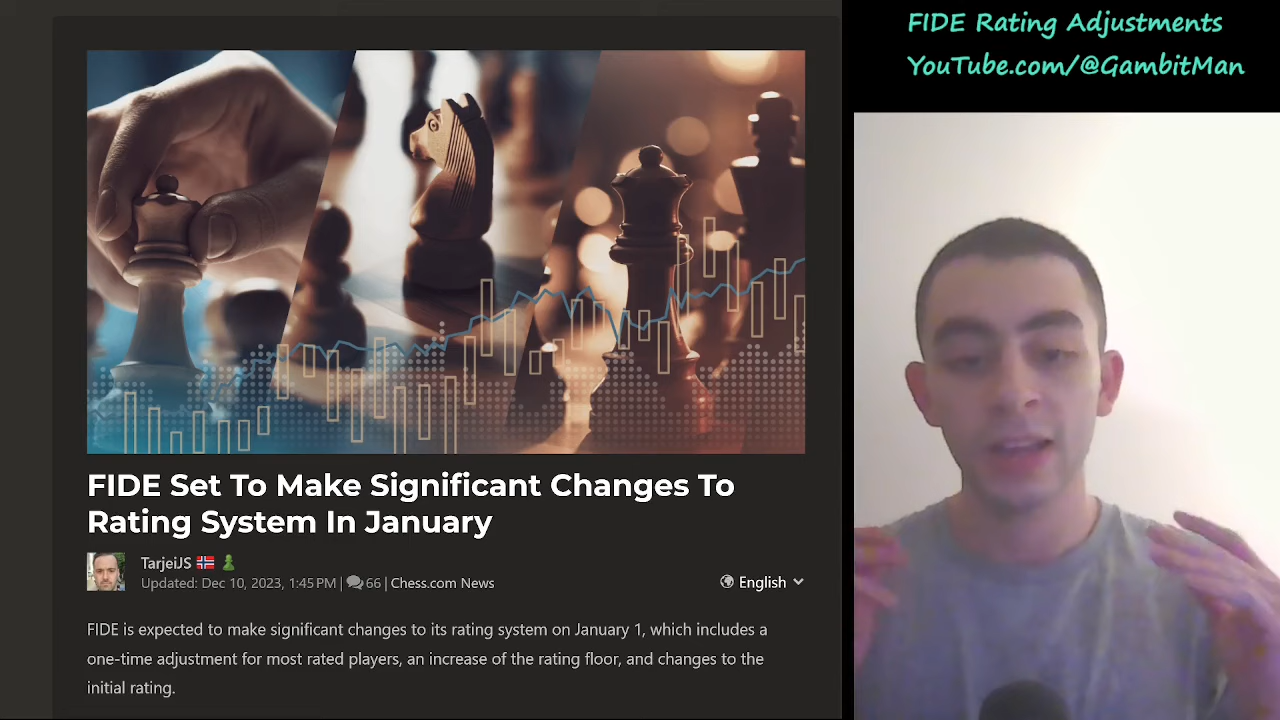 FIDE Rating Adjustments
YouTube.com/@GambitMan
FIDE Set To Make Significant Changes To
Rating System In January
TarjeiJS
Updated: Dec 10, 2023, 1:45 PM | 66 | Chess.com News
English
FIDE is expected to make significant changes to its rating system on January 1, which includes a
one-time adjustment for most rated players, an increase of the rating floor, and changes to the
initial rating.